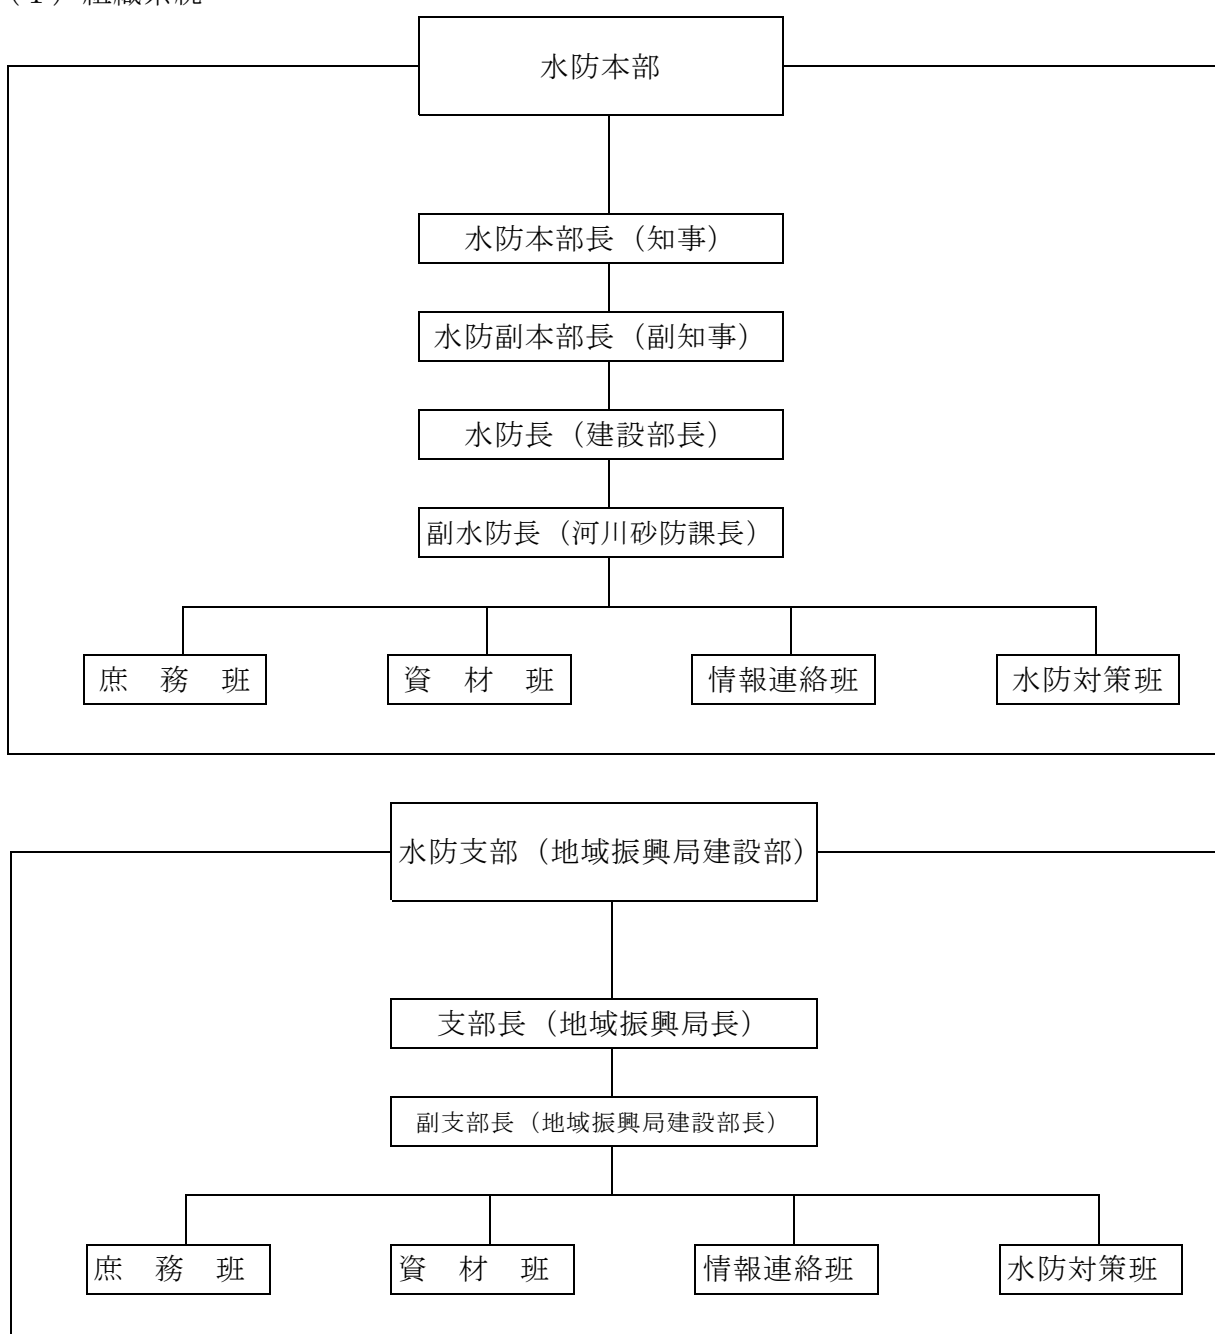 水防本部
水防本部長（知事）
水防副本部長（副知事）
水防長（建設部長）
副水防長（河川砂防課長）
庶　務　班　資　材　班　情報連絡班　水防対策班
水防支部（地域振興局建設部）
支部長（地域振興局長）
副支部長（地域振興局建設部長）
庶　務　班　資　材　班　情報連絡班　水防対策班